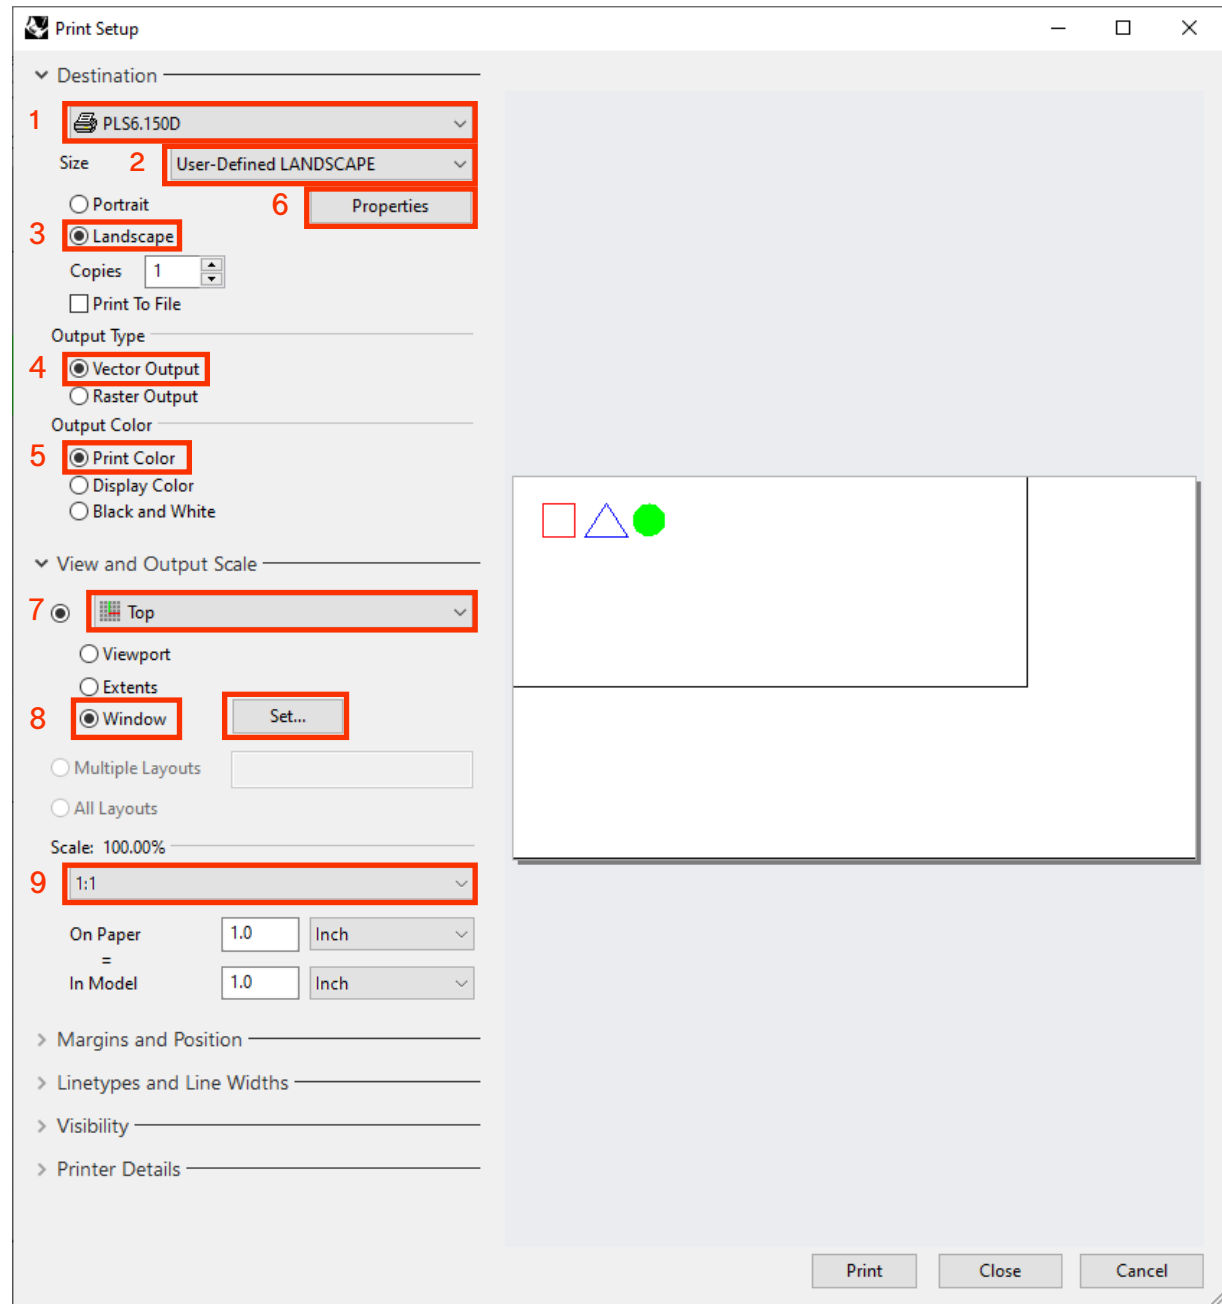 Print Setup
Destination
1 PLS6.150D
Size 2 User-Defined LANDSCAPE
Portrait 6 Properties
3 Landscape
Copies 1
Print To File
Output Type
4 Vector Output
Raster Output
Output Color
5 Print Color
Display Color
Black and White
View and Output Scale
7 Top
Viewport
Extents
8 Window Set...
Multiple Layouts
All Layouts
Scale: 100.00%
9 1:1
On Paper 1.0 Inch
=
In Model 1.0 Inch
Margins and Position
Linetypes and Line Widths
Visibility
Printer Details
Print Close Cancel